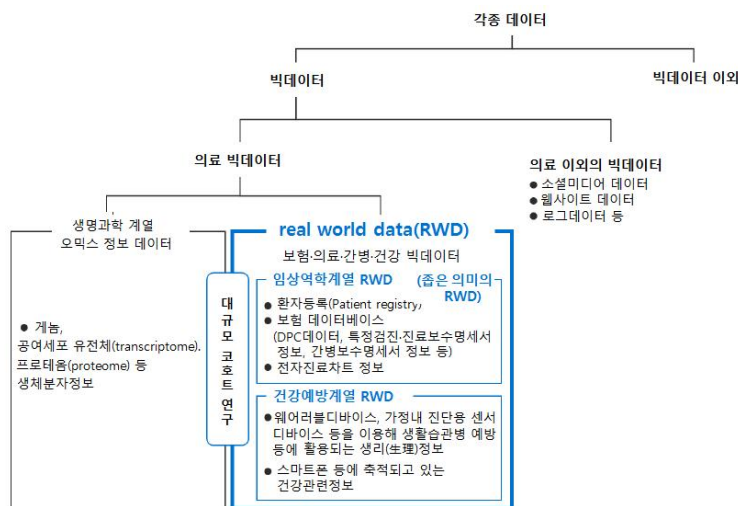 각종 데이터
빅데이터
빅데이터 이외
의료 빅데이터
의료 이외의 빅데이터
● 소셜미디어 데이터
● 웹사이트 데이터
● 로그데이터 등
생명과학 계열
오믹스 정보 데이터
● 게놈,
공여세포 유전체(transcriptome).
프로테옴(proteome) 등
생체분자정보
대규모 코호트 연구
real world data(RWD)
보험·의료·간병·건강 빅데이터
임상역학계열 RWD (좁은 의미의
RWD)
● 환자등록(Patient registry,
● 보험 데이터베이스
(DPC데이터, 특정검진·진료보수명세서
정보, 간병보수명세서 정보 등)
● 전자진료차트 정보
건강예방계열 RWD
●웨어러블디바이스, 가정내 진단용 센서
디바이스 등을 이용해 생활습관병 예방
등에 활용되는 생리(生理)정보
● 스마트폰 등에 축적되고 있는
건강관련정보